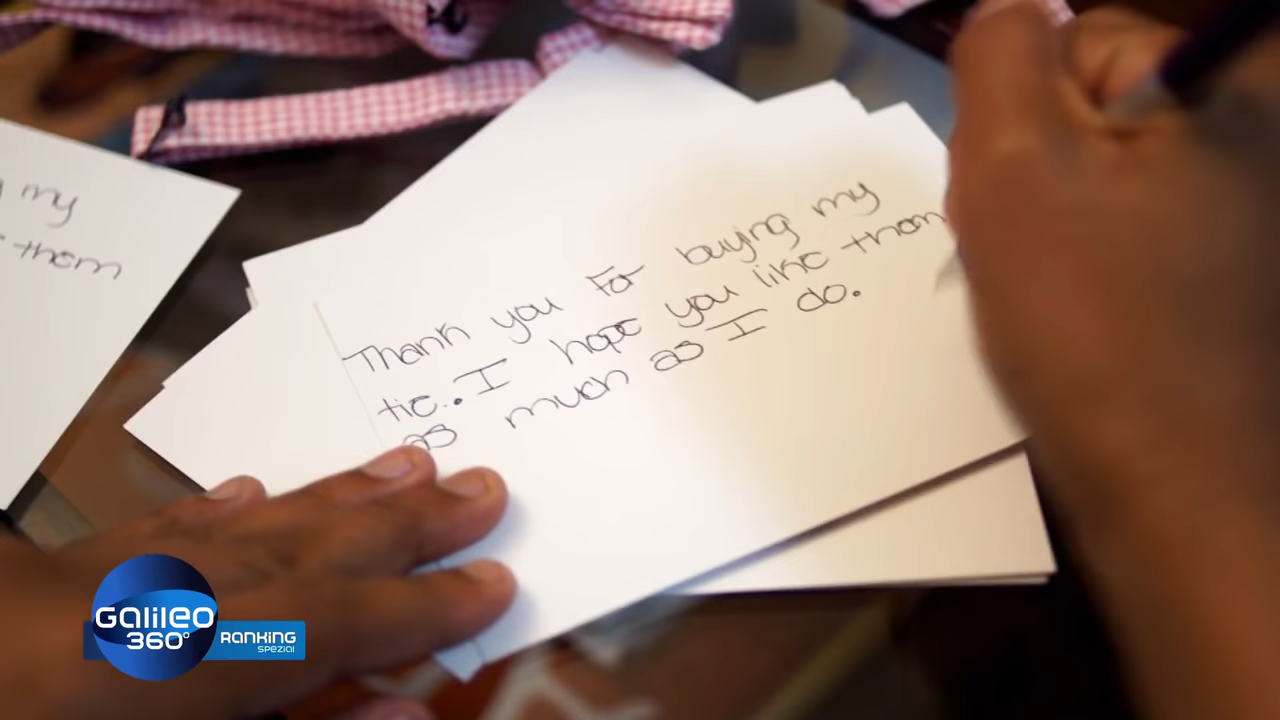 my
them
Thank you for buying my
tie. I hope you like them
as much as I do.
GALILEO
360°
RANKING
SPEZIAL